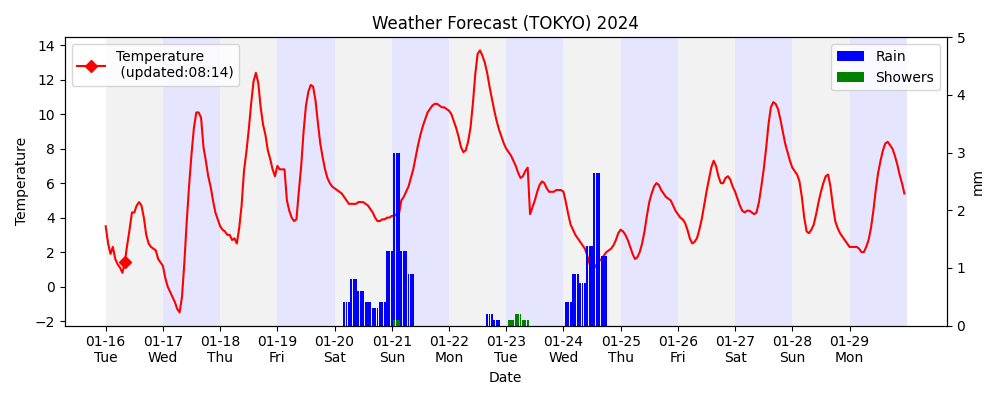 Weather Forecast (TOKYO) 2024
Temperature
(updated:08:14)
Rain
Showers
Temperature
14
12
10
8
6
4
2
0
−2
5
4
3
2
1
0
mm
01-16 01-17 01-18 01-19 01-20 01-21 01-22 01-23 01-24 01-25 01-26 01-27 01-28 01-29
Tue Wed Thu Fri Sat Sun Mon Tue Wed Thu Fri Sat Sun Mon
Date